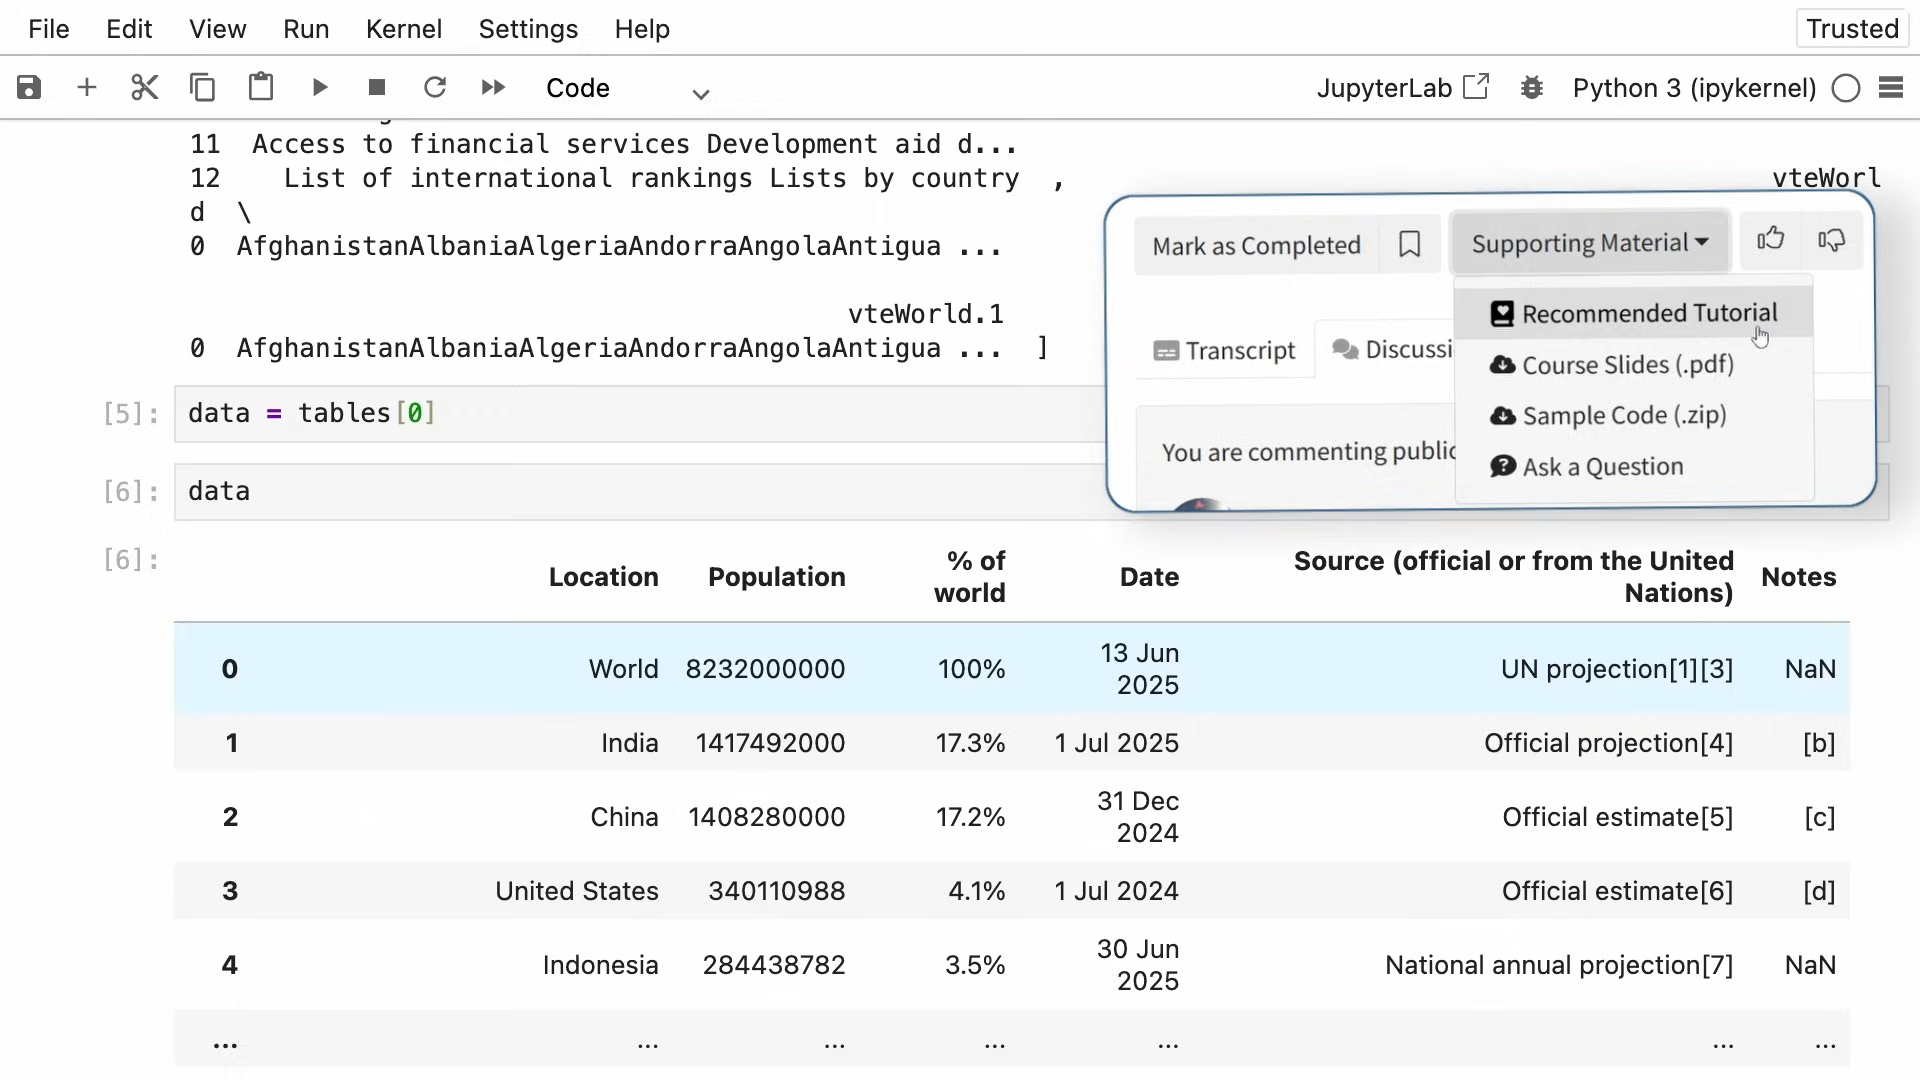 File Edit View Run Kernel Settings Help Trusted
Code JupyterLab Python 3 (ipykernel)
11 Access to financial services Development aid d...
12 List of international rankings Lists by country , vteWorl
d \
0 AfghanistanAlbaniaAlgeriaAndorraAngolaAntigua ...
vteWorld.1
0 AfghanistanAlbaniaAlgeriaAndorraAngolaAntigua ... ]
Mark as Completed Supporting Material
Recommended Tutorial
Transcript Discussi
Course Slides (.pdf)
Sample Code (.zip)
You are commenting public
Ask a Question
[5]: data = tables[0]
[6]: data
[6]:
Location Population % of world Date Source (official or from the United Nations) Notes
0 World 8232000000 100% 13 Jun 2025 UN projection[1][3] NaN
1 India 1417492000 17.3% 1 Jul 2025 Official projection[4] [b]
2 China 1408280000 17.2% 31 Dec 2024 Official estimate[5] [c]
3 United States 340110988 4.1% 1 Jul 2024 Official estimate[6] [d]
4 Indonesia 284438782 3.5% 30 Jun 2025 National annual projection[7] NaN
... ... ... ... ... ... ...